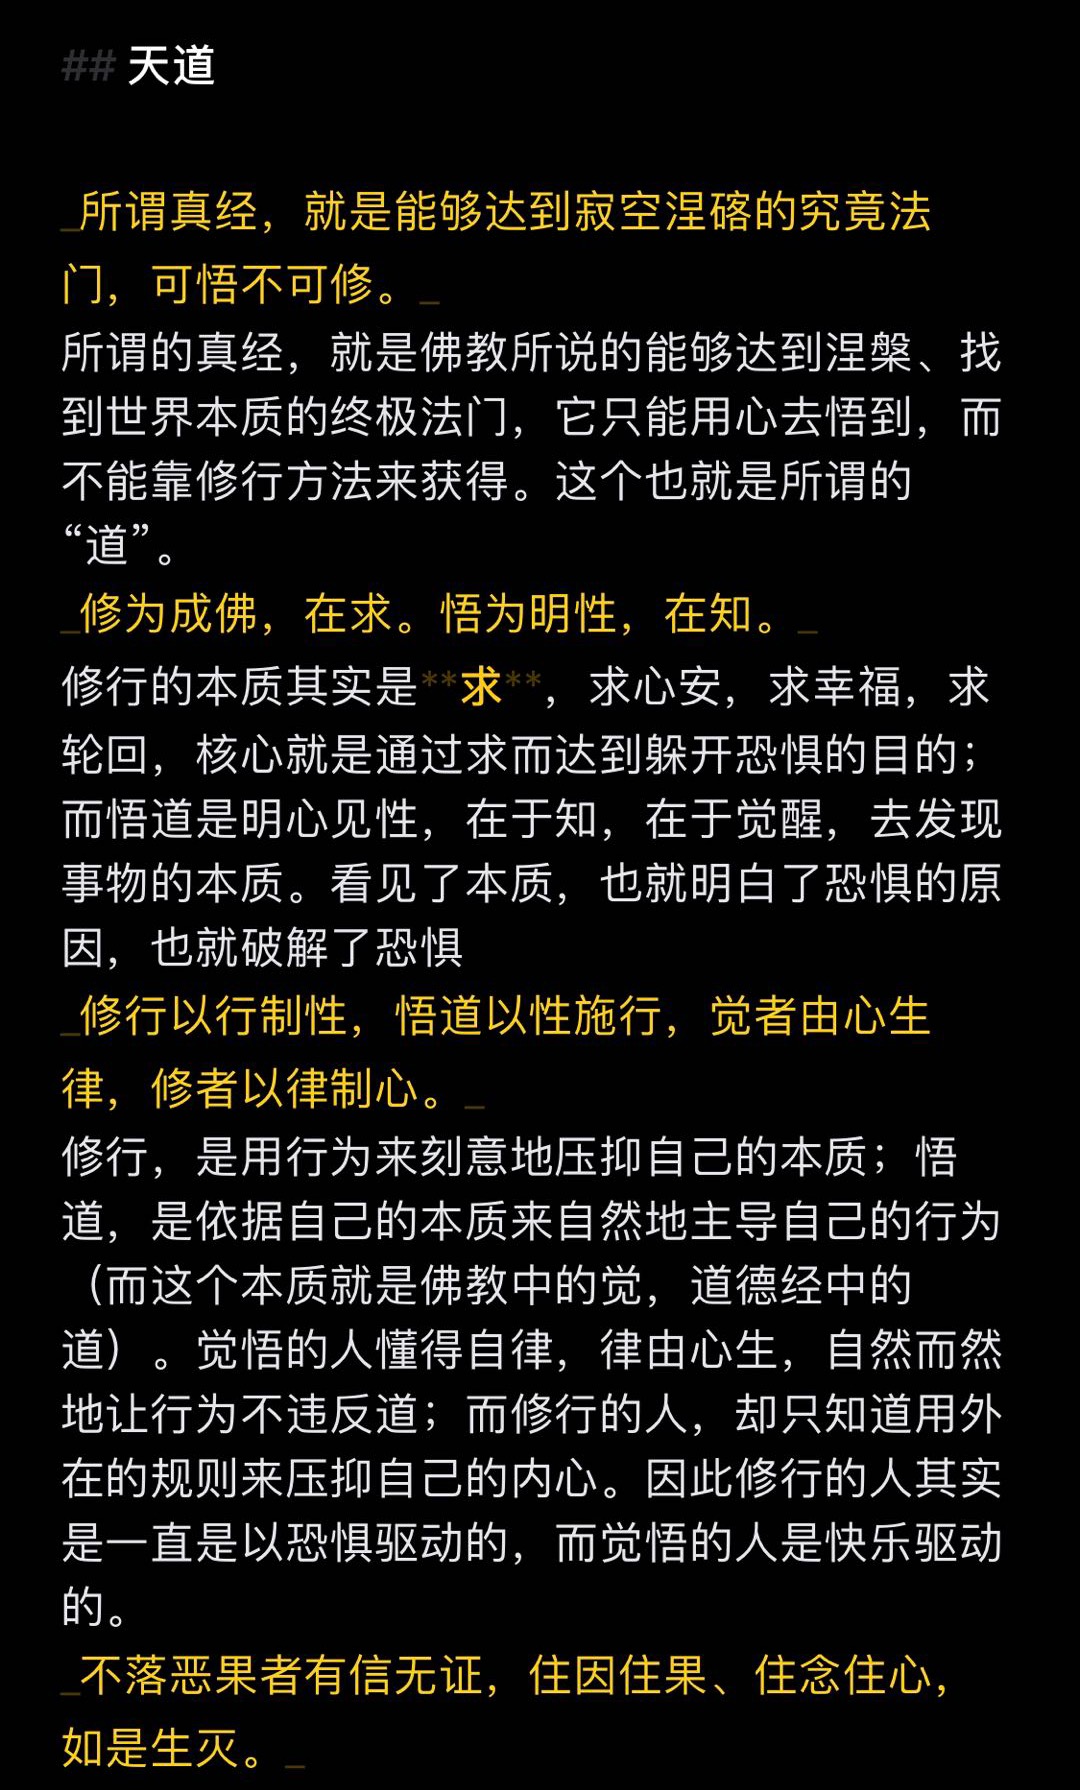 ## 天道
_所谓真经，就是能够达到寂空涅碦的究竟法
门，可悟不可修。_
所谓的真经，就是佛教所说的能够达到涅槃、找
到世界本质的终极法门，它只能用心去悟到，而
不能靠修行方法来获得。这个也就是所谓的
“道”。
_修为成佛，在求。悟为明性，在知。_
修行的本质其实是**求**，求心安，求幸福，求
轮回，核心就是通过求而达到躲开恐惧的目的；
而悟道是明心见性，在于知，在于觉醒，去发现
事物的本质。看见了本质，也就明白了恐惧的原
因，也就破解了恐惧
_修行以行制性，悟道以性施行，觉者由心生
律，修者以律制心。_
修行，是用行为来刻意地压抑自己的本质；悟
道，是依据自己的本质来自然地主导自己的行为
（而这个本质就是佛教中的觉，道德经中的
道）。觉悟的人懂得自律，律由心生，自然而然
地让行为不违反道；而修行的人，却只知道用外
在的规则来压抑自己的内心。因此修行的人其实
是一直是以恐惧驱动的，而觉悟的人是快乐驱动
的。
_不落恶果者有信无证，住因住果、住念住心，
如是生灭。_